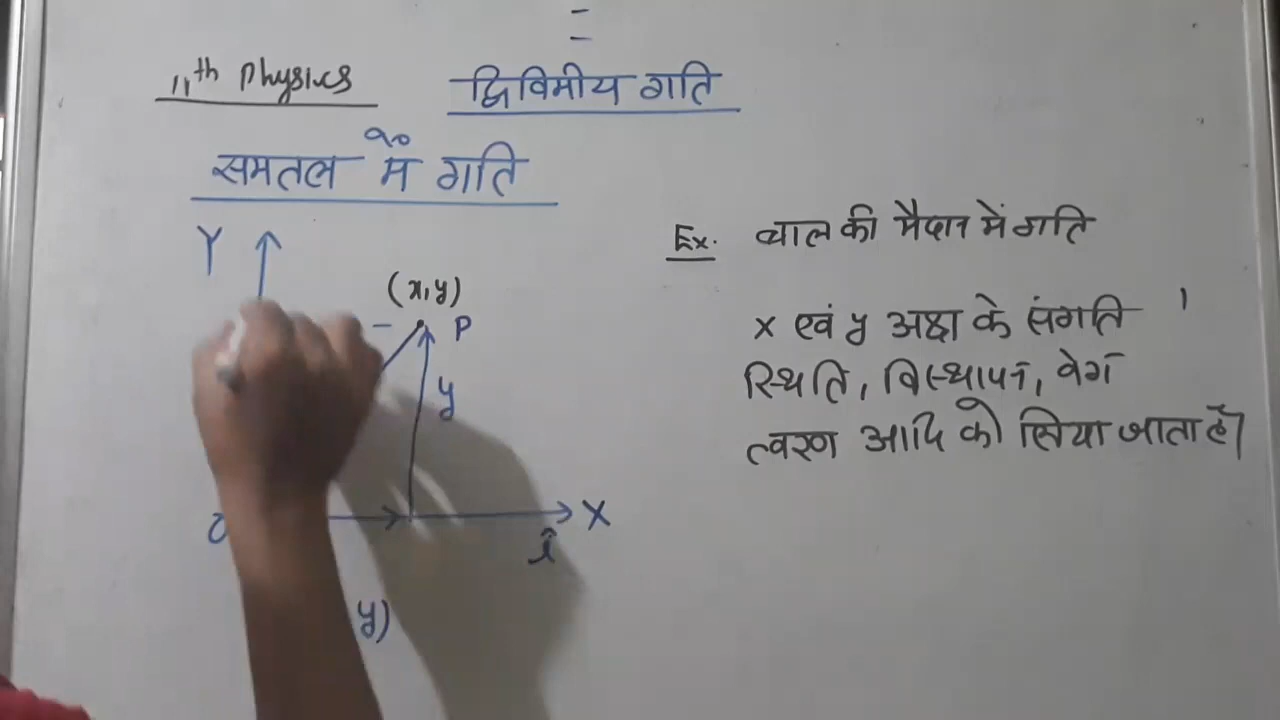 11th Physics
द्विविमीय गति
समतल में गति
Y
(x,y)
P
y
O
X
î
y)
Ex. बाल की मैदान में गति
x एवं y अक्ष के संगति
स्थिति, विस्थापन, वेग
त्वरण आदि को लिया जाता है।